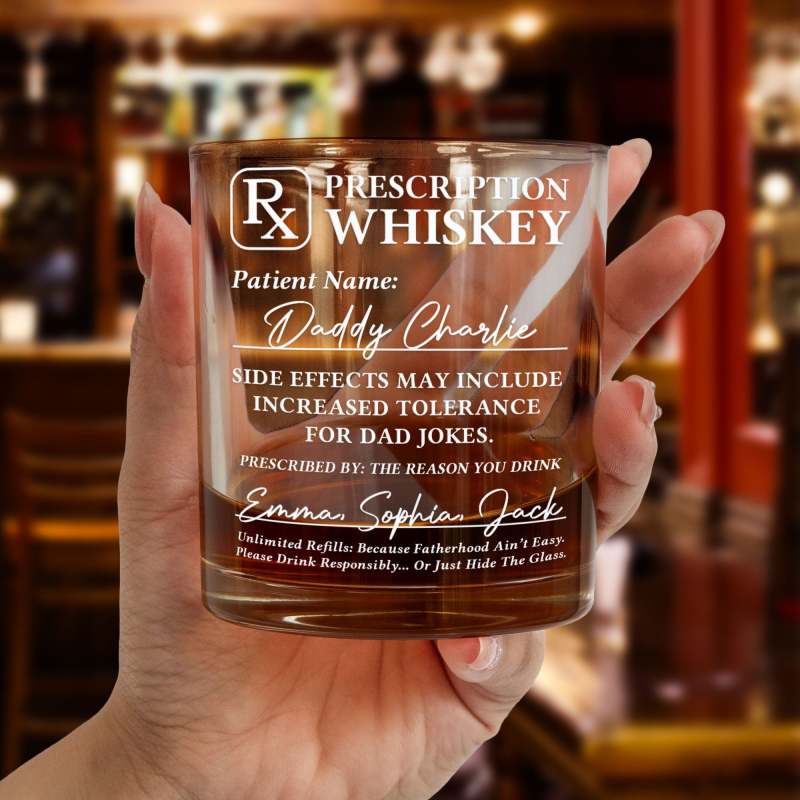 Rx PRESCRIPTION
WHISKEY
Patient Name:
Daddy Charlie
SIDE EFFECTS MAY INCLUDE
INCREASED TOLERANCE
FOR DAD JOKES.
PRESCRIBED BY: THE REASON YOU DRINK
Emma, Sophia, Jack
Unlimited Refills: Because Fatherhood Ain't Easy.
Please Drink Responsibly... Or Just Hide The Glass.